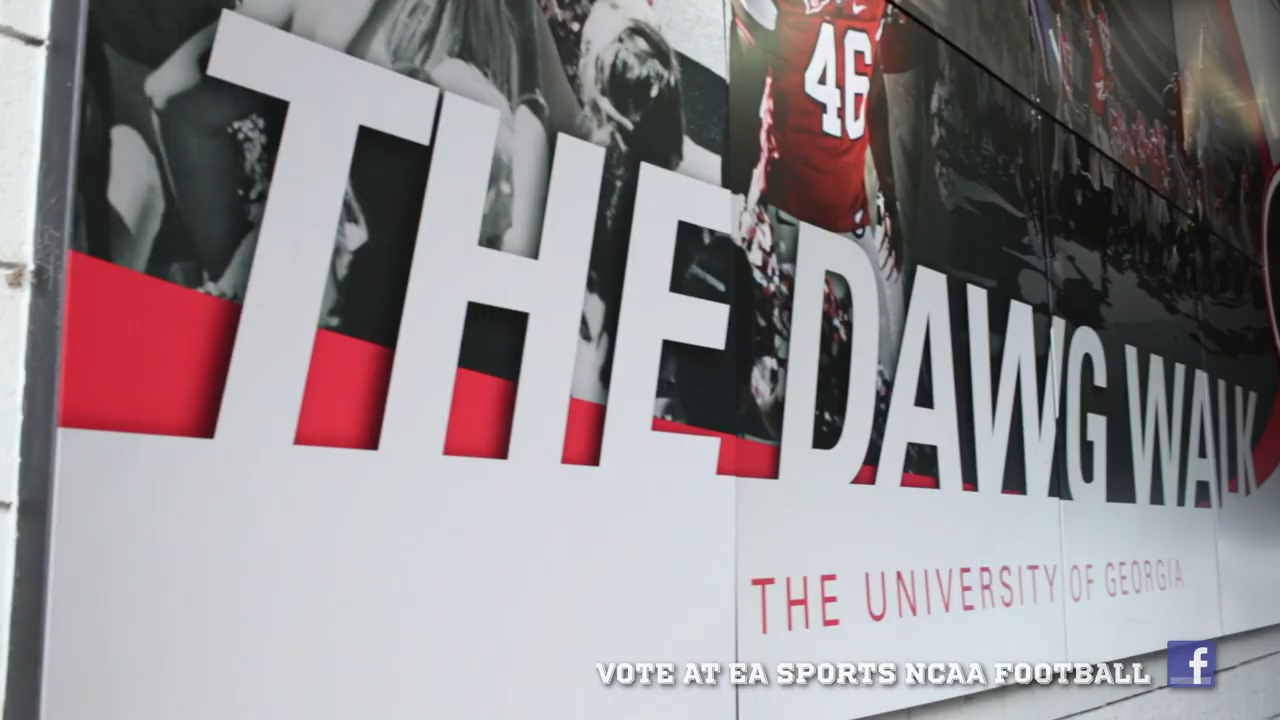 46
THE DAWG WALK
THE UNIVERSITY OF GEORGIA
VOTE AT EA SPORTS NCAA FOOTBALL f